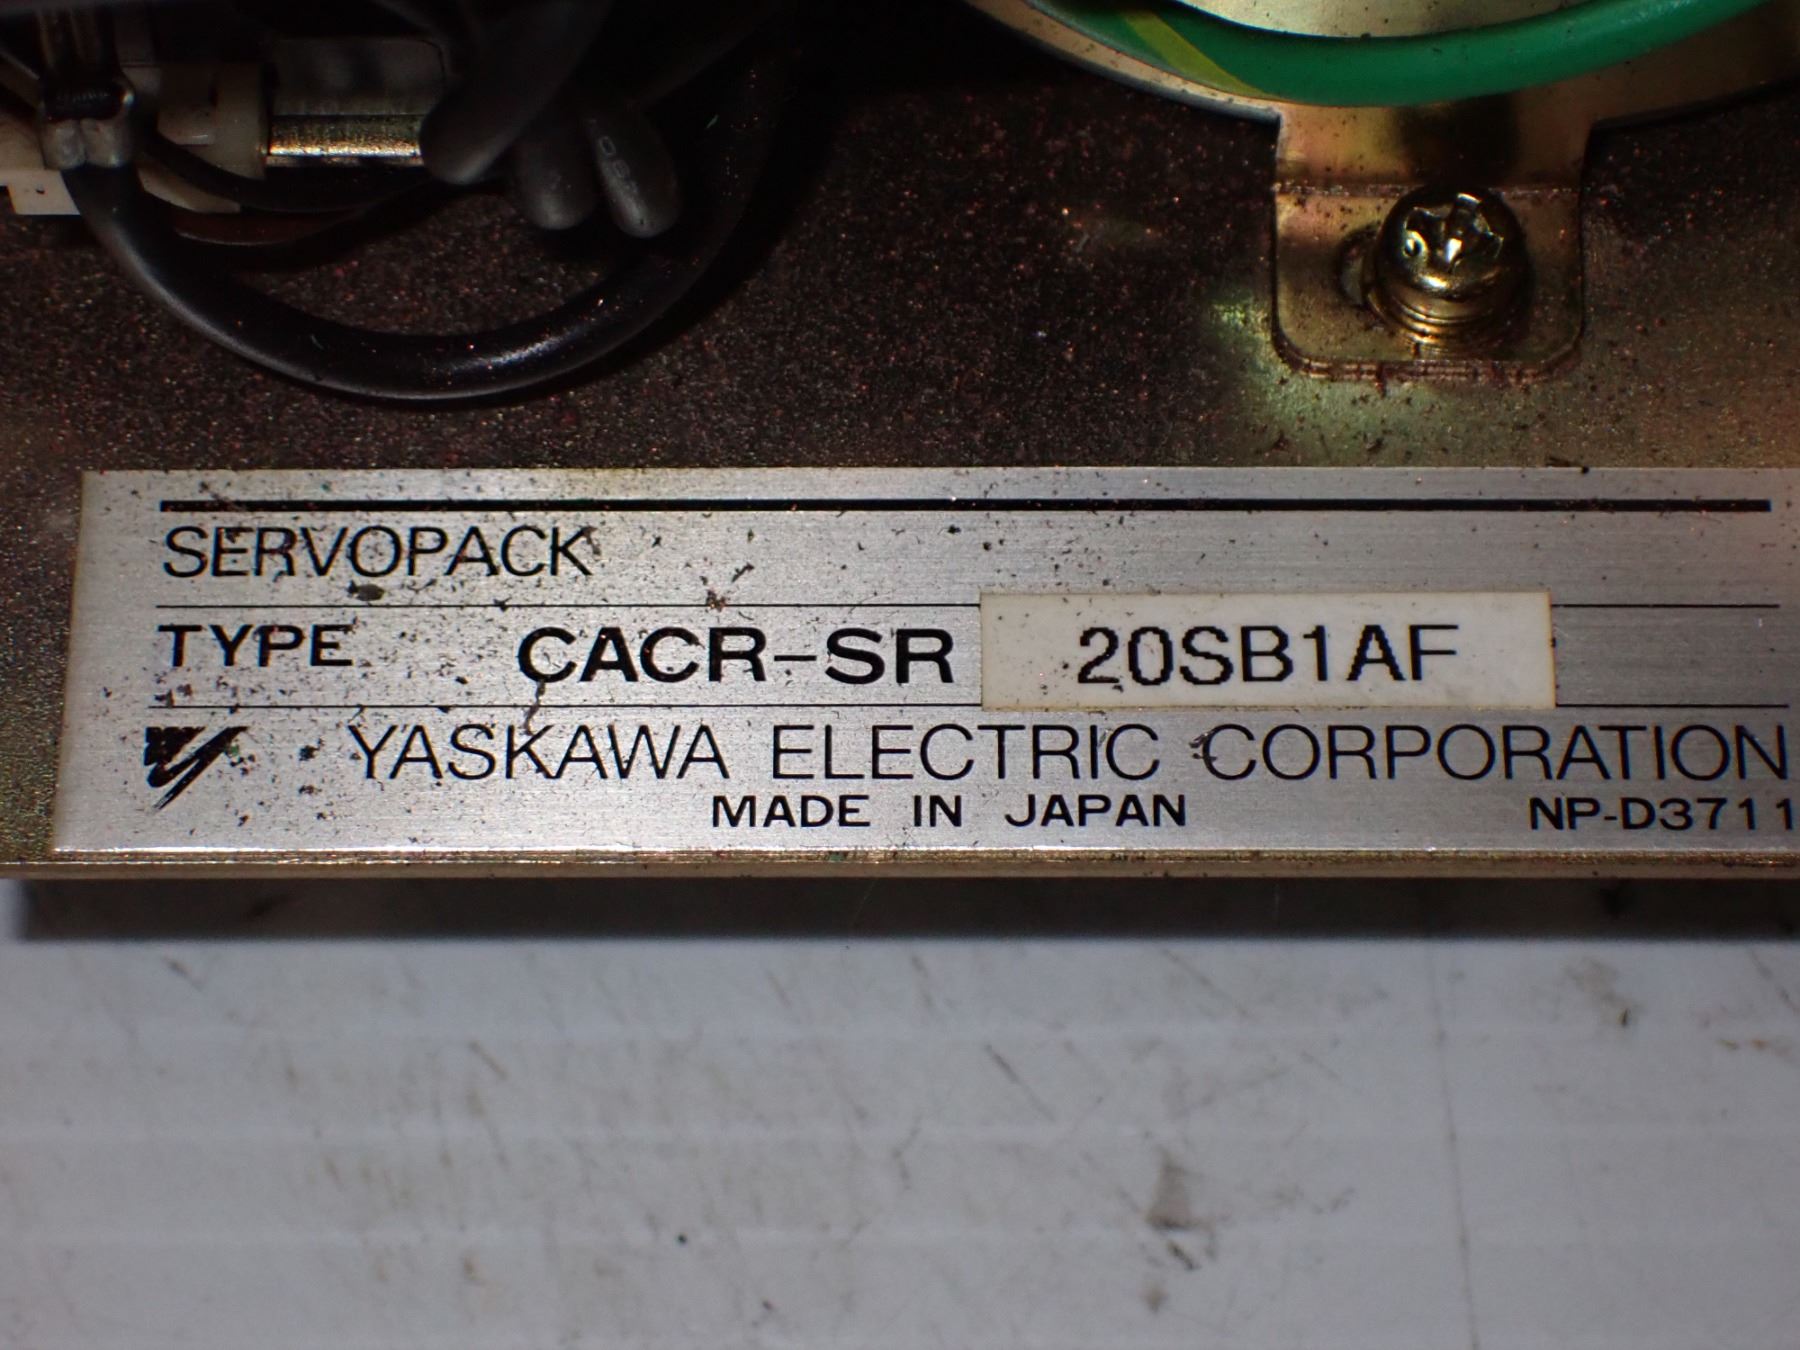 SERVOPACK
TYPE CACR-SR 20SB1AF
YASKAWA ELECTRIC CORPORATION
MADE IN JAPAN NP-D3711